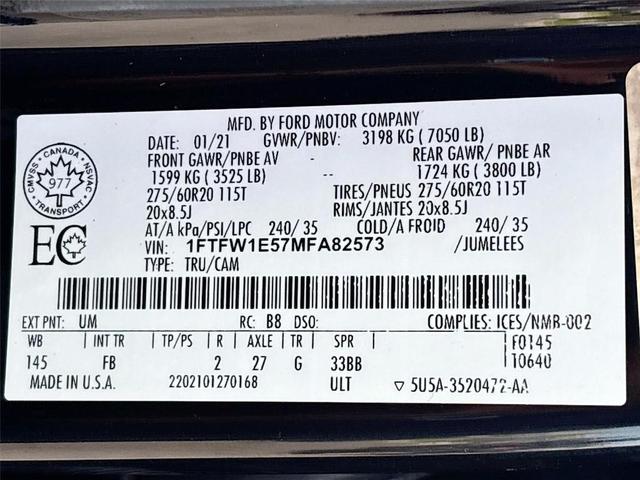 MFD. BY FORD MOTOR COMPANY
DATE: 01/21 GVWR/PNBV: 3198 KG ( 7050 LB)
FRONT GAWR/PNBE AV - REAR GAWR/ PNBE AR
1599 KG ( 3525 LB) -- 1724 KG ( 3800 LB)
275/60R20 115T TIRES/PNEUS 275/60R20 115T
20x8.5J RIMS/JANTES 20x8.5J
AT/A kPa/PSI/LPC 240/ 35 COLD/A FROID 240/ 35
VIN: 1FTFW1E57MFA82573 /JUMELEES
TYPE: TRU/CAM
CMVSS · CANADA · NSVAC
977
TRANSPORT
EC
EXT PNT: UM RC: B8 DSO: COMPLIES: ICES/NMB-002
WB INT TR TP/PS R AXLE TR SPR F0145
145 FB 2 27 G 33BB 10640
MADE IN U.S.A. 2202101270168 ULT ▽ 5U5A-3520472-AA